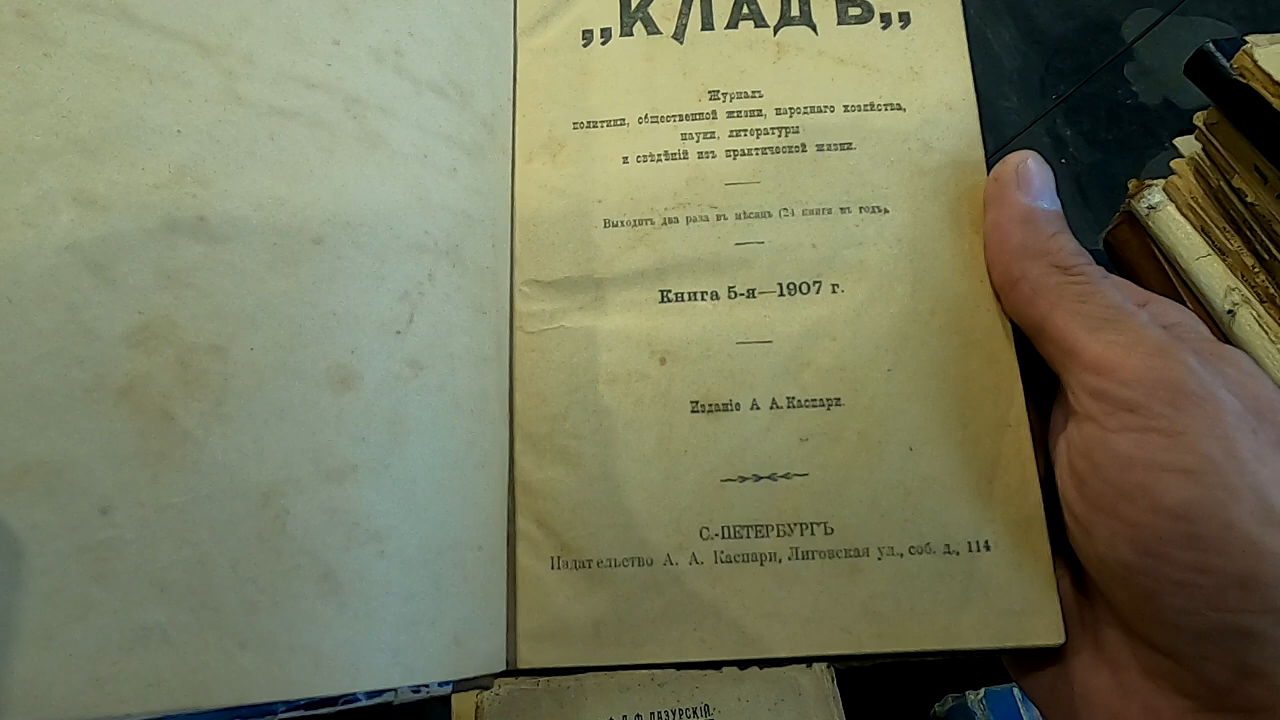 „КЛАДЪ„
Журналъ
политики, общественной жизни, народнаго хозяйства,
науки, литературы
и свѣдѣній изъ практической жизни.
Выходитъ два раза въ мѣсяцъ (24 книги въ годъ).
Книга 5-я—1907 г.
Изданіе А А. Каспари.
С.-ПЕТЕРБУРГЪ
Издательство А. А. Каспари, Лиговская ул., соб. д., 114
Ф. ЛАЗУРСКІЙ.